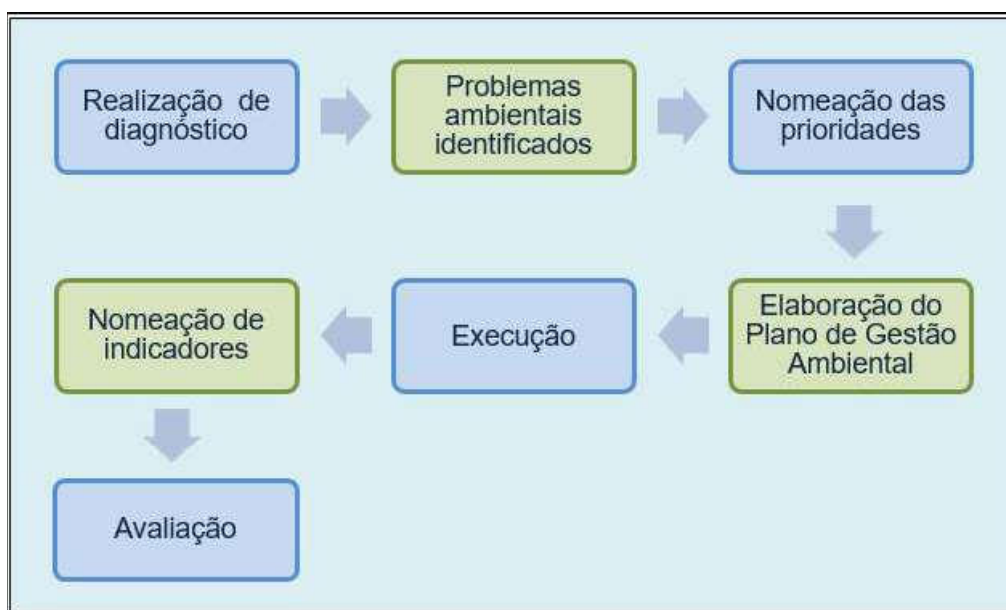 Realização de
diagnóstico
Problemas
ambientais
identificados
Nomeação das
prioridades
Elaboração do
Plano de Gestão
Ambiental
Execução
Nomeação de
indicadores
Avaliação